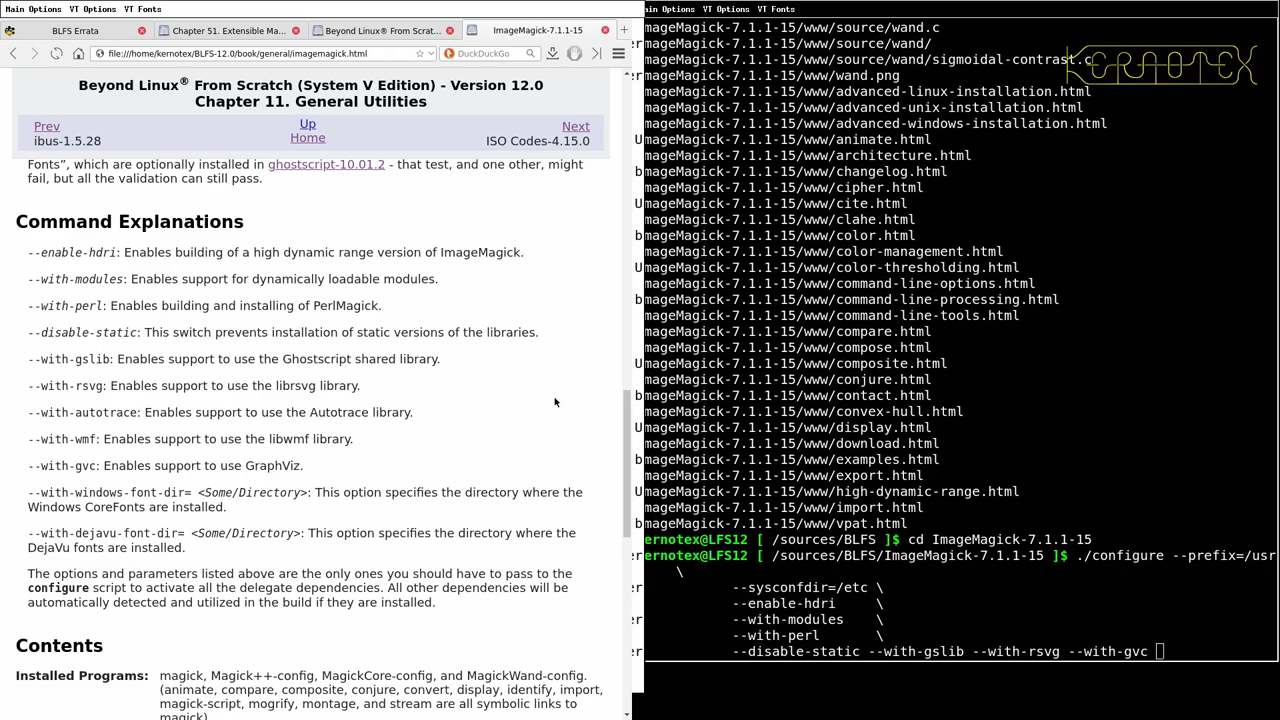 Main Options VT Options VT Fonts
BLFS Errata
Chapter 51. Extensible Ma...
Beyond Linux® From Scrat...
ImageMagick-7.1.1-15
file:///home/kernotex/BLFS-12.0/book/general/imagemagick.html
DuckDuckGo
Beyond Linux® From Scratch (System V Edition) - Version 12.0
Chapter 11. General Utilities
Prev
Up
Next
ibus-1.5.28
Home
ISO Codes-4.15.0
Fonts”, which are optionally installed in ghostscript-10.01.2 - that test, and one other, might
fail, but all the validation can still pass.
Command Explanations
--enable-hdri: Enables building of a high dynamic range version of ImageMagick.
--with-modules: Enables support for dynamically loadable modules.
--with-perl: Enables building and installing of PerlMagick.
--disable-static: This switch prevents installation of static versions of the libraries.
--with-gslib: Enables support to use the Ghostscript shared library.
--with-rsvg: Enables support to use the librsvg library.
--with-autotrace: Enables support to use the Autotrace library.
--with-wmf: Enables support to use the libwmf library.
--with-gvc: Enables support to use GraphViz.
--with-windows-font-dir= <Some/Directory>: This option specifies the directory where the
Windows CoreFonts are installed.
--with-dejavu-font-dir= <Some/Directory>: This option specifies the directory where the
DejaVu fonts are installed.
The options and parameters listed above are the only ones you should have to pass to the
configure script to activate all the delegate dependencies. All other dependencies will be
automatically detected and utilized in the build if they are installed.
Contents
Installed Programs: magick, Magick++-config, MagickCore-config, and MagickWand-config.
(animate, compare, composite, conjure, convert, display, identify, import,
magick-script, mogrify, montage, and stream are all symbolic links to
magick)
ain Options VT Options VT Fonts
KERNOTEX
mageMagick-7.1.1-15/www/source/wand.c
mageMagick-7.1.1-15/www/source/wand/
mageMagick-7.1.1-15/www/source/wand/sigmoidal-contrast.c
mageMagick-7.1.1-15/www/wand.png
mageMagick-7.1.1-15/www/advanced-linux-installation.html
mageMagick-7.1.1-15/www/advanced-unix-installation.html
mageMagick-7.1.1-15/www/advanced-windows-installation.html
mageMagick-7.1.1-15/www/animate.html
mageMagick-7.1.1-15/www/architecture.html
mageMagick-7.1.1-15/www/changelog.html
mageMagick-7.1.1-15/www/cipher.html
mageMagick-7.1.1-15/www/cite.html
mageMagick-7.1.1-15/www/clahe.html
mageMagick-7.1.1-15/www/color.html
mageMagick-7.1.1-15/www/color-management.html
mageMagick-7.1.1-15/www/color-thresholding.html
mageMagick-7.1.1-15/www/command-line-options.html
mageMagick-7.1.1-15/www/command-line-processing.html
mageMagick-7.1.1-15/www/command-line-tools.html
mageMagick-7.1.1-15/www/compare.html
mageMagick-7.1.1-15/www/compose.html
mageMagick-7.1.1-15/www/composite.html
mageMagick-7.1.1-15/www/conjure.html
mageMagick-7.1.1-15/www/contact.html
mageMagick-7.1.1-15/www/convex-hull.html
mageMagick-7.1.1-15/www/display.html
mageMagick-7.1.1-15/www/download.html
mageMagick-7.1.1-15/www/examples.html
mageMagick-7.1.1-15/www/export.html
mageMagick-7.1.1-15/www/high-dynamic-range.html
mageMagick-7.1.1-15/www/import.html
mageMagick-7.1.1-15/www/vpat.html
ernotex@LFS12 [ /sources/BLFS ]$ cd ImageMagick-7.1.1-15
ernotex@LFS12 [ /sources/BLFS/ImageMagick-7.1.1-15 ]$ ./configure --prefix=/usr
\
--sysconfdir=/etc \
--enable-hdri \
--with-modules \
--with-perl \
--disable-static --with-gslib --with-rsvg --with-gvc